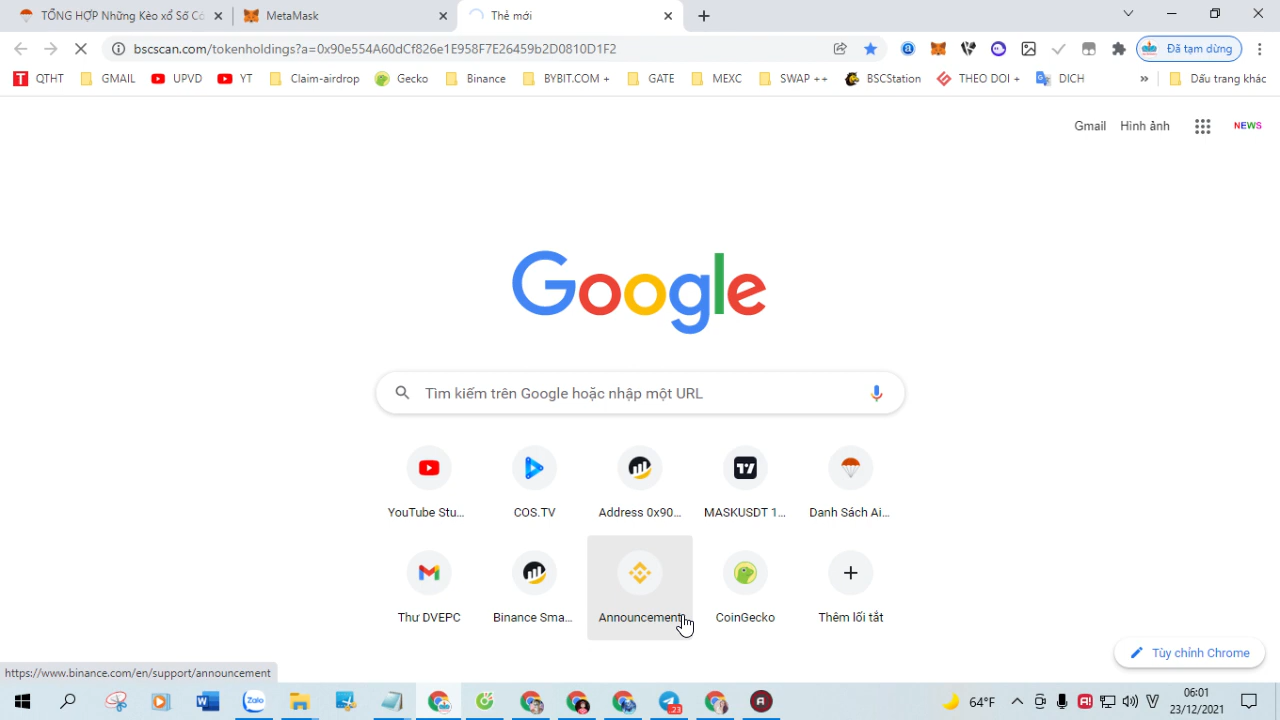 TỔNG HỢP Những Kèo xổ Số Có
MetaMask
Thẻ mới
bscscan.com/tokenholdings?a=0x90e554A60dCf826e1E958F7E26459b2D0810D1F2
Đã tạm dừng
QTHT
GMAIL
UPVD
YT
Claim-airdrop
Gecko
Binance
BYBIT.COM +
GATE
MEXC
SWAP ++
BSCStation
THEO DOI +
DICH
»
Dấu trang khác
Gmail
Hình ảnh
NEWS
Google
Tìm kiếm trên Google hoặc nhập một URL
YouTube Stu...
COS.TV
Address 0x90...
MASKUSDT 1...
Danh Sách Ai...
Thư DVEPC
Binance Sma...
Announcement
CoinGecko
Thêm lối tắt
Tùy chỉnh Chrome
https://www.binance.com/en/support/announcement
Zalo
23
64°F
06:01
23/12/2021